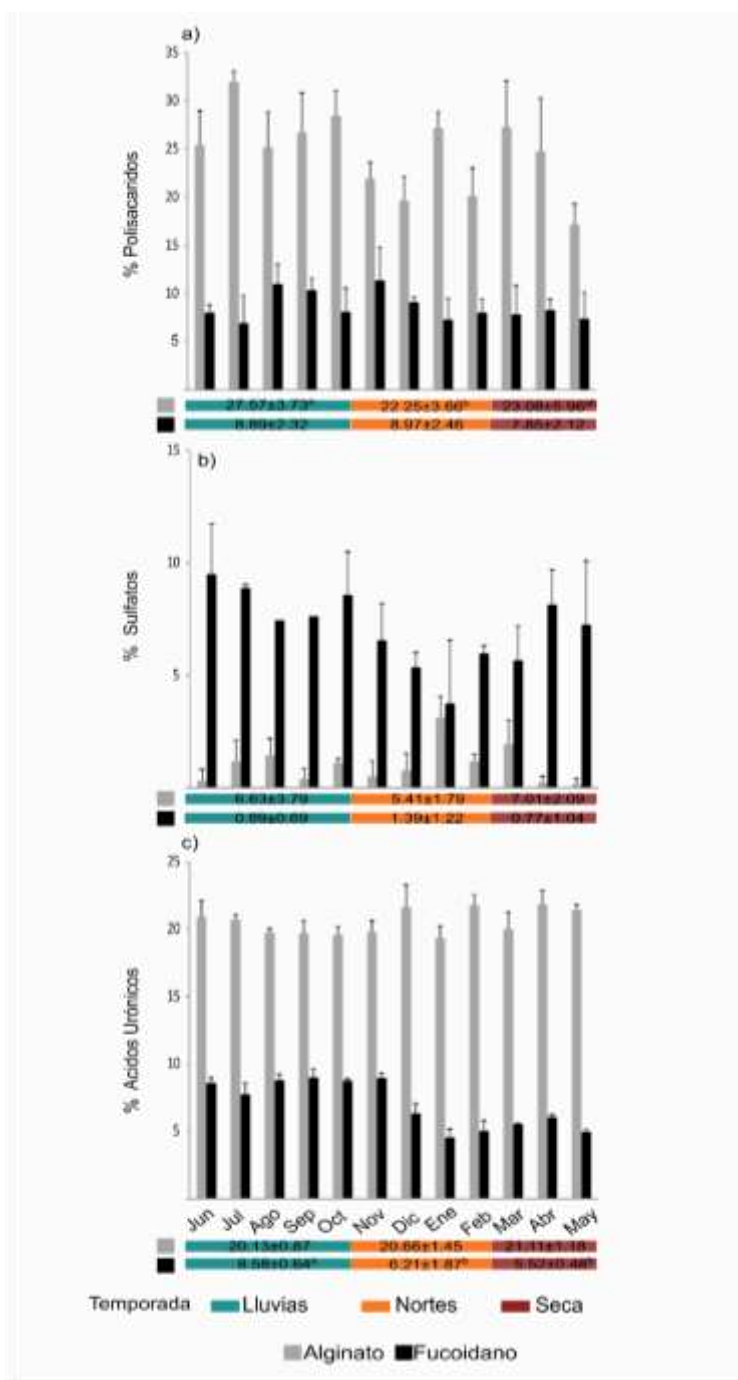 a)
35
30
25
20
15
10
5
% Polisacaridos
27.57±3.73ᵃ 22.25±3.66ᵇ
8.89±2.32 8.97±2.46 7.85±2.12
b)
15
10
5
% Sulfatos
6.63±3.79 5.41±1.79 7.01±2.09
0.89±0.69 1.39±1.22 0.77±1.04
c)
25
20
15
10
5
% Acidos Urónicos
Jun Jul Ago Sep Oct Nov Dic Ene Feb Mar Abr May
20.13±0.87 20.66±1.45 21.11±1.18
8.58±0.64ᵃ 6.21±1.87ᵇ 5.52±0.48ᵇ
Temporada Lluvias Nortes Seca
Alginato Fucoidano